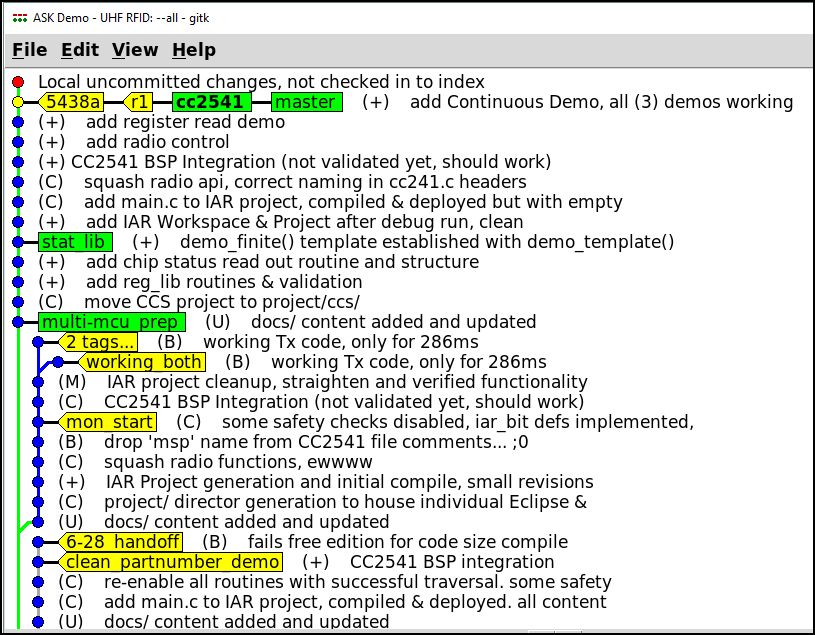 ASK Demo - UHF RFID: --all - gitk
File Edit View Help
Local uncommitted changes, not checked in to index
5438a r1 cc2541 master (+) add Continuous Demo, all (3) demos working
(+) add register read demo
(+) add radio control
(+) CC2541 BSP Integration (not validated yet, should work)
(C) squash radio api, correct naming in cc241.c headers
(C) add main.c to IAR project, compiled & deployed but with empty
(+) add IAR Workspace & Project after debug run, clean
stat_lib (+) demo_finite() template established with demo_template()
(+) add chip status read out routine and structure
(+) add reg_lib routines & validation
(C) move CCS project to project/ccs/
multi-mcu_prep (U) docs/ content added and updated
2 tags... (B) working Tx code, only for 286ms
working_both (B) working Tx code, only for 286ms
(M) IAR project cleanup, straighten and verified functionality
(C) CC2541 BSP Integration (not validated yet, should work)
mon_start (C) some safety checks disabled, iar_bit defs implemented,
(B) drop 'msp' name from CC2541 file comments... ;0
(C) squash radio functions, ewwww
(+) IAR Project generation and initial compile, small revisions
(C) project/ director generation to house individual Eclipse &
(U) docs/ content added and updated
6-28_handoff (B) fails free edition for code size compile
clean_partnumber_demo (+) CC2541 BSP integration
(C) re-enable all routines with successful traversal. some safety
(C) add main.c to IAR project, compiled & deployed. all content
(U) docs/ content added and updated